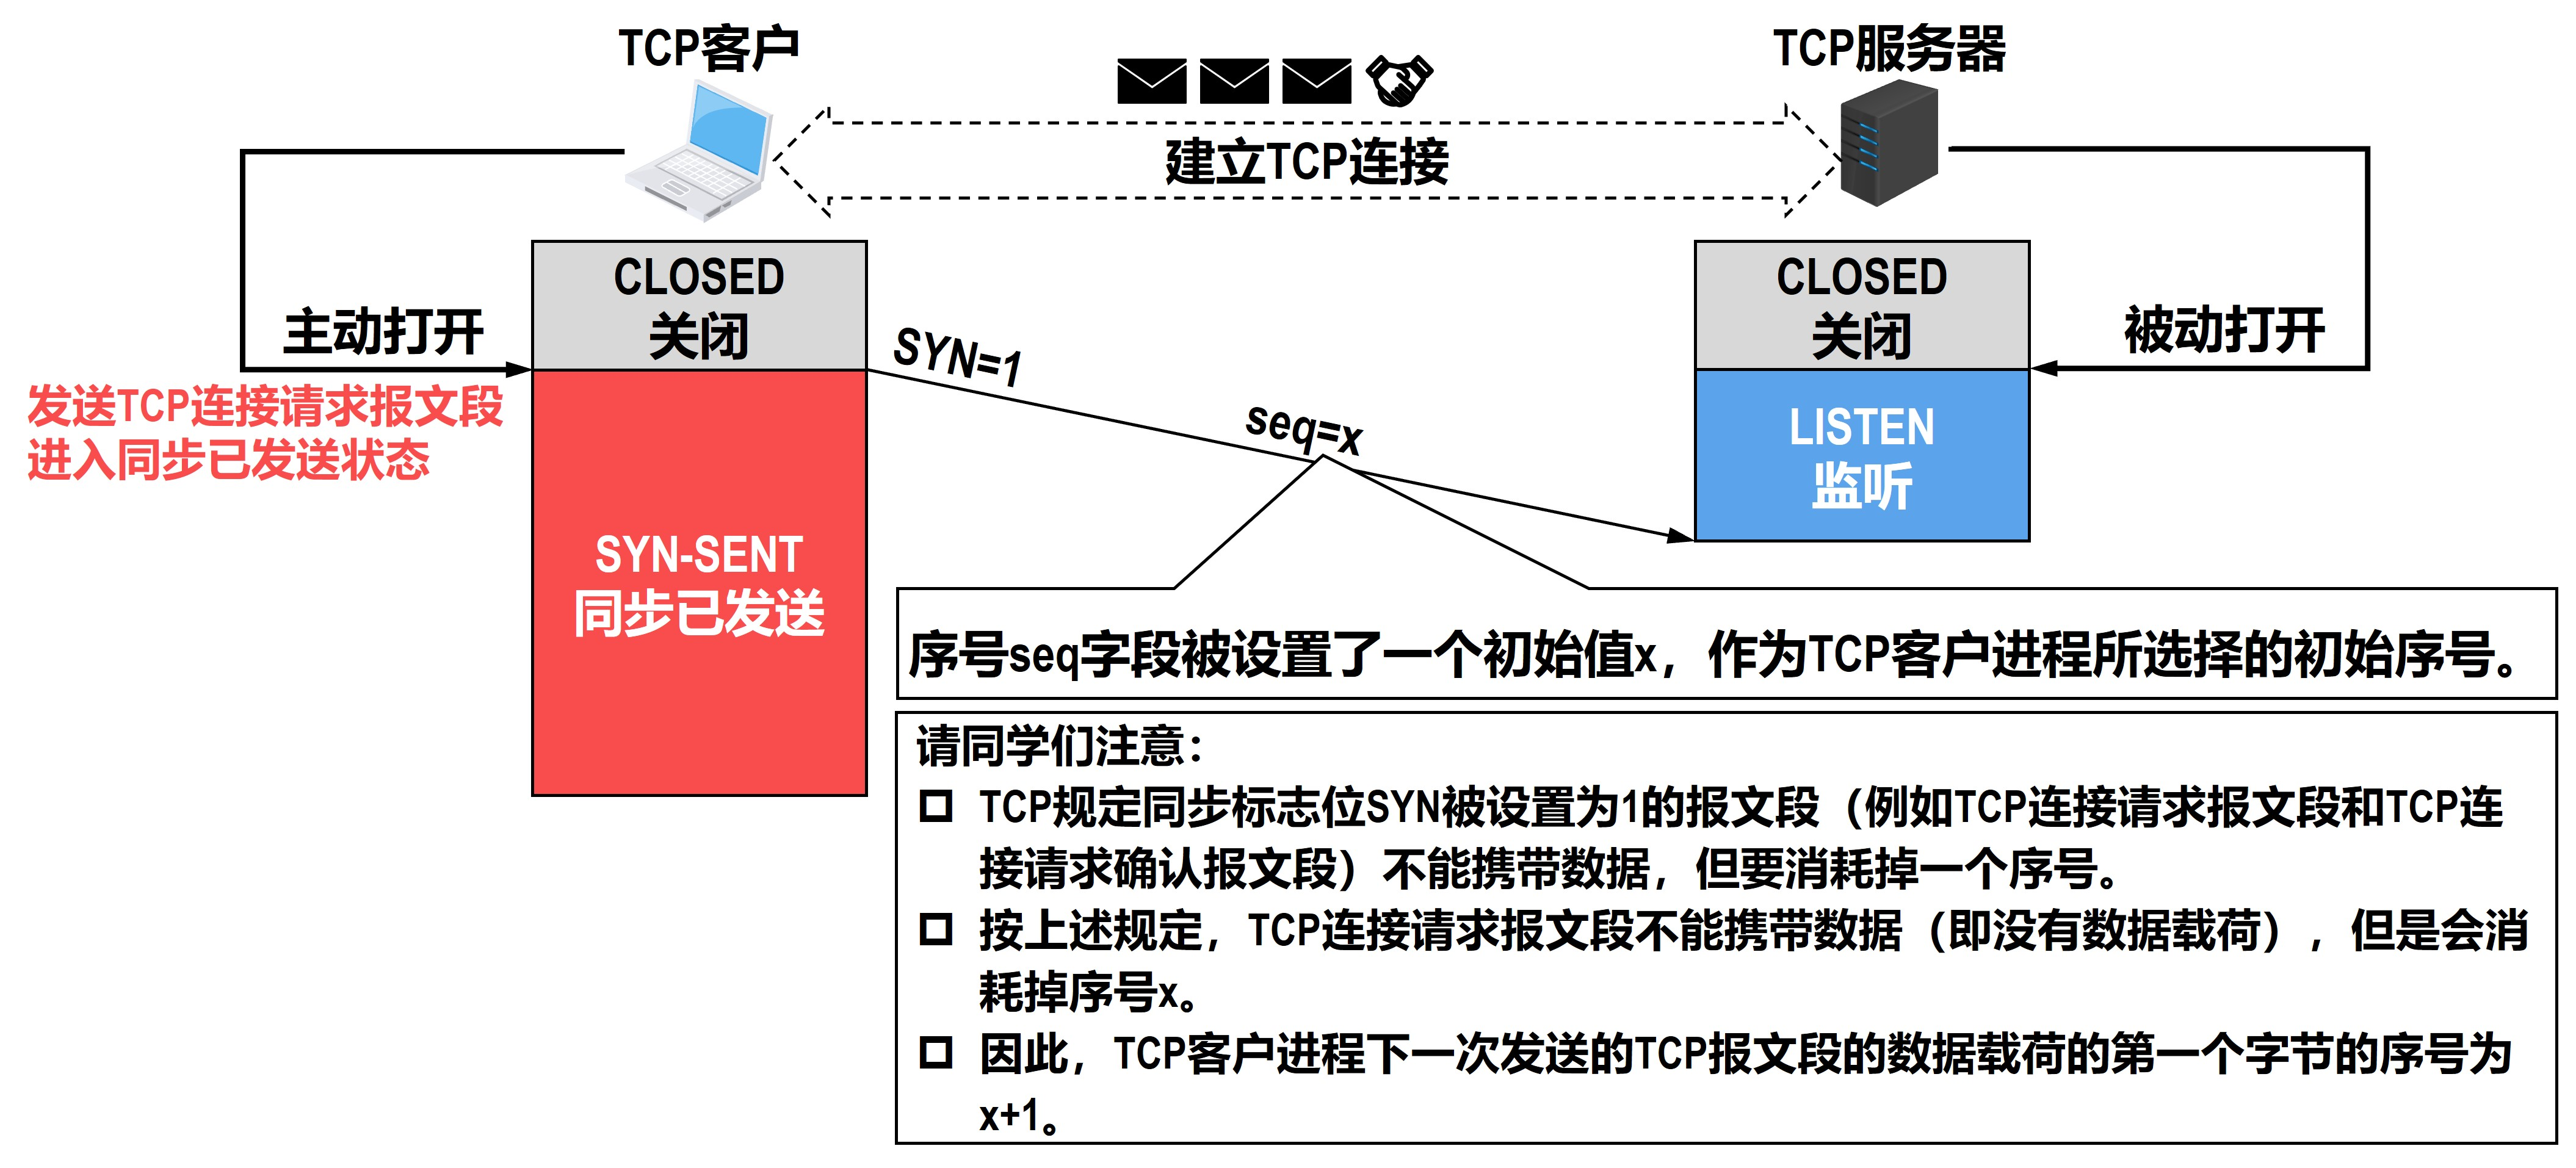 TCP客户
TCP服务器
建立TCP连接
CLOSED
关闭
CLOSED
关闭
主动打开
被动打开
SYN=1
seq=x
发送TCP连接请求报文段
进入同步已发送状态
LISTEN
监听
SYN-SENT
同步已发送
序号seq字段被设置了一个初始值x，作为TCP客户进程所选择的初始序号。
请同学们注意：
TCP规定同步标志位SYN被设置为1的报文段（例如TCP连接请求报文段和TCP连
接请求确认报文段）不能携带数据，但要消耗掉一个序号。
按上述规定，TCP连接请求报文段不能携带数据（即没有数据载荷），但是会消
耗掉序号x。
因此，TCP客户进程下一次发送的TCP报文段的数据载荷的第一个字节的序号为
x+1。